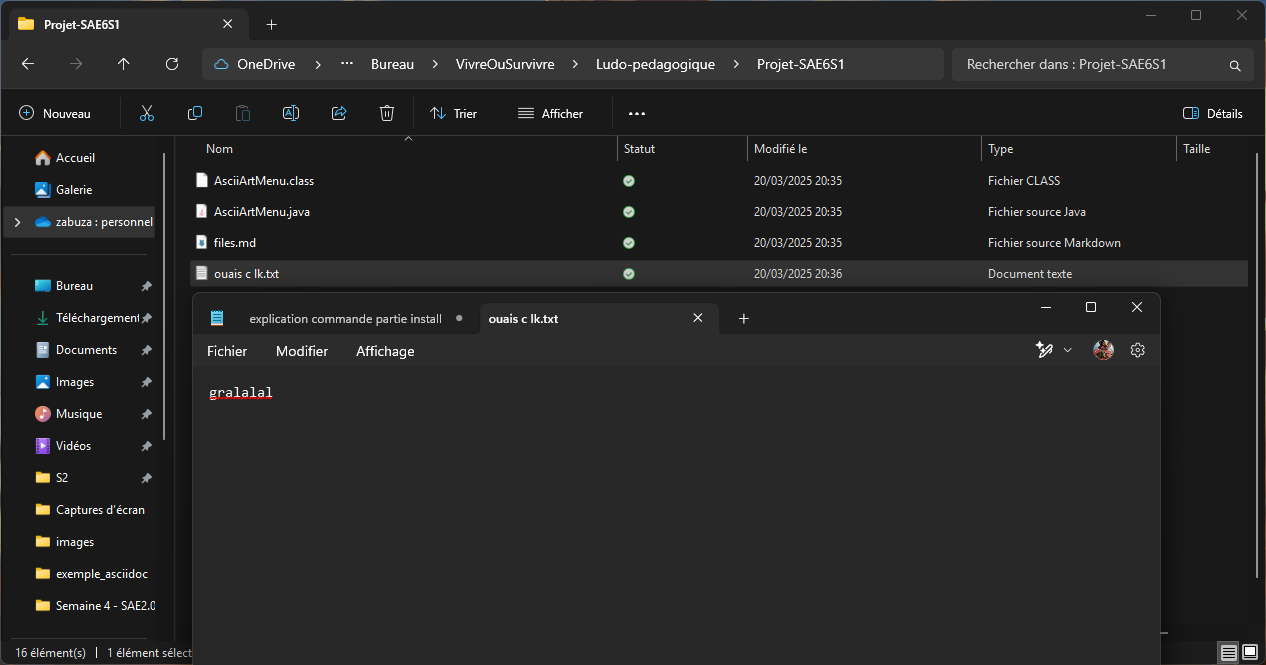 Projet-SAE6S1
OneDrive > ... Bureau > VivreOuSurvivre > Ludo-pedagogique > Projet-SAE6S1
Rechercher dans : Projet-SAE6S1
Nouveau
Trier
Afficher
Détails
Accueil
Galerie
zabuza : personnel
Bureau
Téléchargement
Documents
Images
Musique
Vidéos
S2
Captures d'écran
images
exemple_asciidoc
Semaine 4 - SAE2.0
Nom Statut Modifié le Type Taille
AsciiArtMenu.class 20/03/2025 20:35 Fichier CLASS
AsciiArtMenu.java 20/03/2025 20:35 Fichier source Java
files.md 20/03/2025 20:35 Fichier source Markdown
ouais c lk.txt 20/03/2025 20:36 Document texte
explication commande partie install
ouais c lk.txt
Fichier Modifier Affichage
gralalal
16 élément(s) | 1 élément sélect